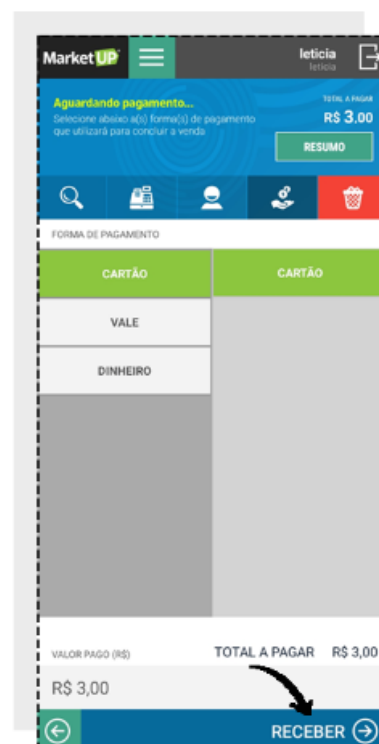 MarketUP
leticia
leticia
Aguardando pagamento...
Selecione abaixo a(s) forma(s) de pagamento
que utilizará para concluir a venda
TOTAL A PAGAR
R$ 3,00
RESUMO
FORMA DE PAGAMENTO
CARTÃO
CARTÃO
VALE
DINHEIRO
VALOR PAGO (R$)
TOTAL A PAGAR R$ 3,00
R$ 3,00
RECEBER